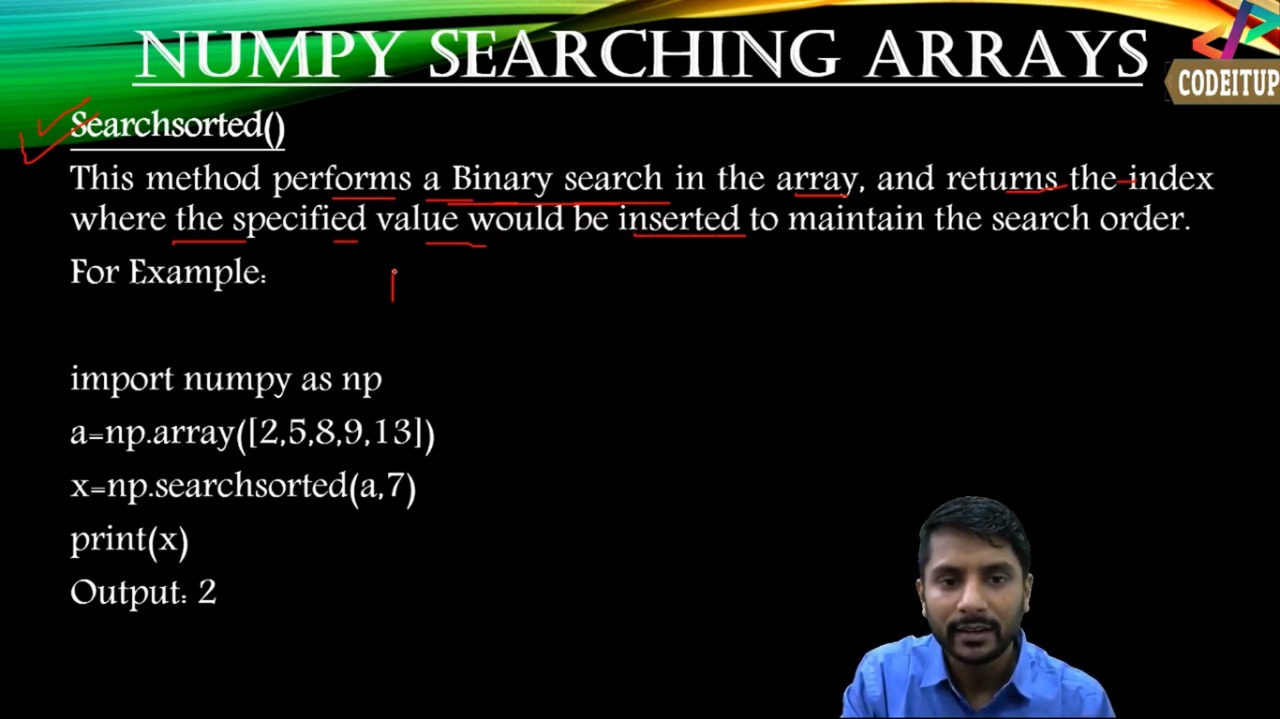 NUMPY SEARCHING ARRAYS
</>
CODEITUP
Searchsorted()
This method performs a Binary search in the array, and returns the index
where the specified value would be inserted to maintain the search order.
For Example:
import numpy as np
a=np.array([2,5,8,9,13])
x=np.searchsorted(a,7)
print(x)
Output: 2